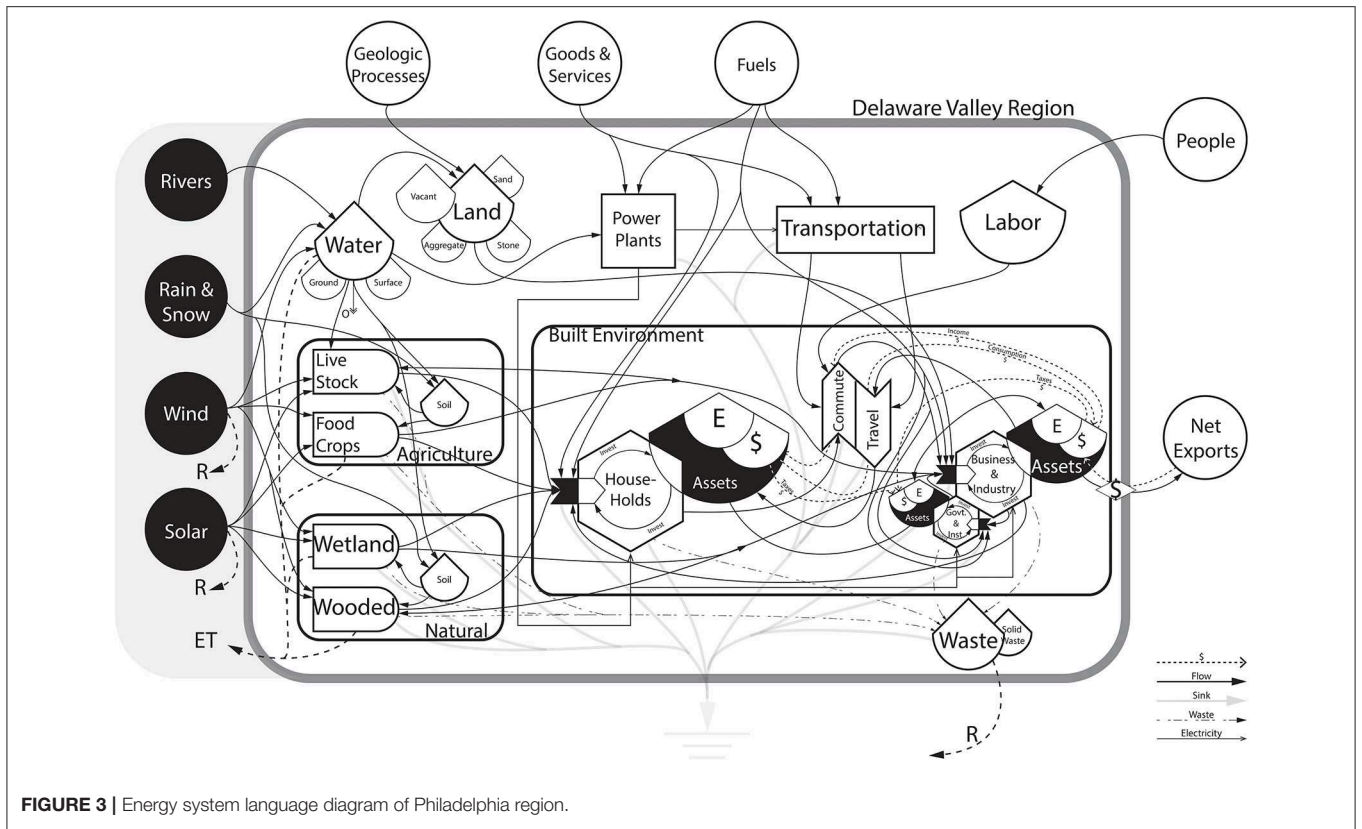 Geologic
Processes
Goods &
Services
Fuels
Delaware Valley Region
People
Rivers
Sand
Vacant
Land
Aggregate
Stone
Power
Plants
Transportation
Labor
Water
Ground
Surface
Rain &
Snow
Built Environment
Income
$
Consumption
$
Taxes
$
Live
Stock
Soil
Food
Crops
Agriculture
Wind
R
Commute
Travel
E
$
Assets
Taxes
$
Invest
House-
Holds
Invest
E
$
Assets
Invest
Business
&
Industry
Invest
E
$
Assets
Govt.
& Inst
$
Net
Exports
Solar
R
Wetland
Soil
Wooded
Natural
ET
Waste
Solid
Waste
R
$
Flow
Sink
Waste
Electricity
FIGURE 3 | Energy system language diagram of Philadelphia region.